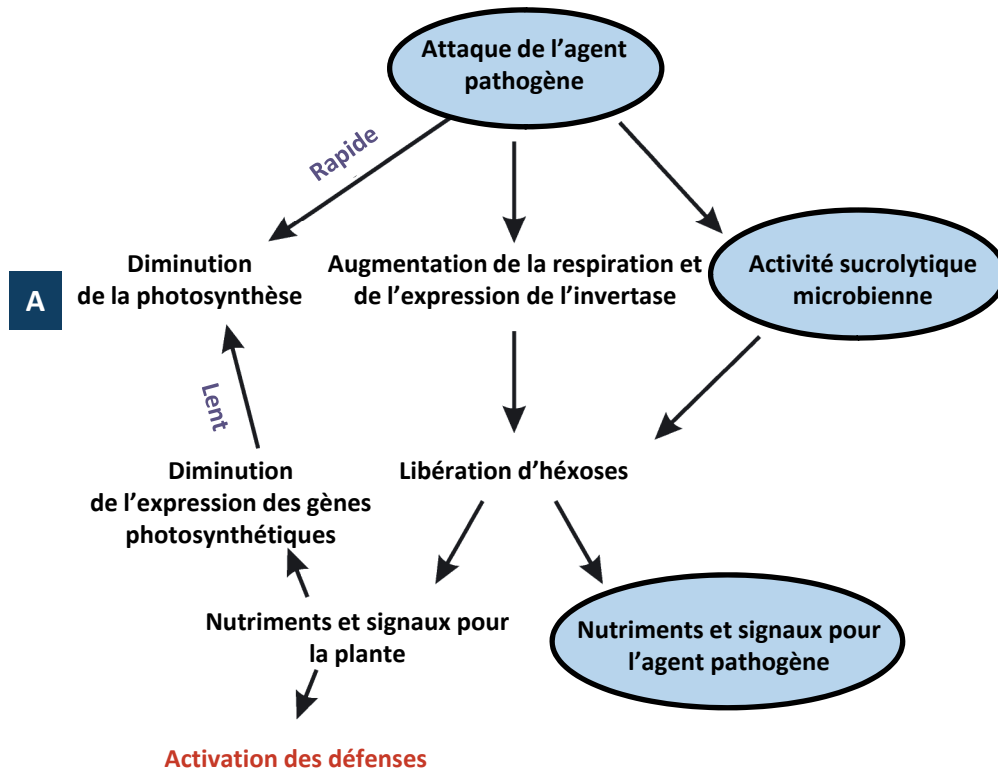 Attaque de l’agent
pathogène
Rapide
Diminution
de la photosynthèse
Augmentation de la respiration et
de l’expression de l’invertase
Activité sucrolytique
microbienne
A
Lent
Diminution
de l’expression des gènes
photosynthétiques
Libération d’héxoses
Nutriments et signaux pour
la plante
Nutriments et signaux pour
l’agent pathogène
Activation des défenses